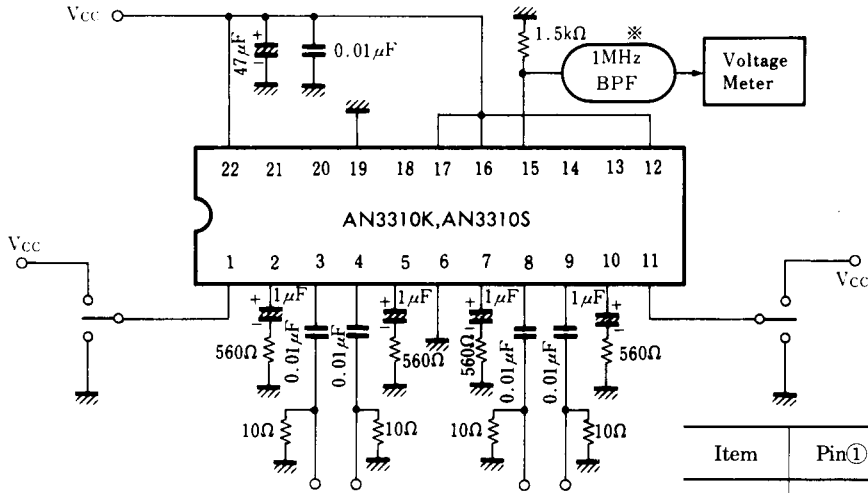 Vcc
47µF
+
-
0.01µF
1.5kΩ
※
1MHz
BPF
Voltage
Meter
22 21 20 19 18 17 16 15 14 13 12
AN3310K,AN3310S
1 2 3 4 5 6 7 8 9 10 11
Vcc
Vcc
+
-
1µF
560Ω
0.01µF
0.01µF
+
-
1µF
560Ω
+
-
1µF
560Ω
0.01µF
0.01µF
1µF
+
-
560Ω
10Ω
10Ω
10Ω
10Ω
Item Pin①